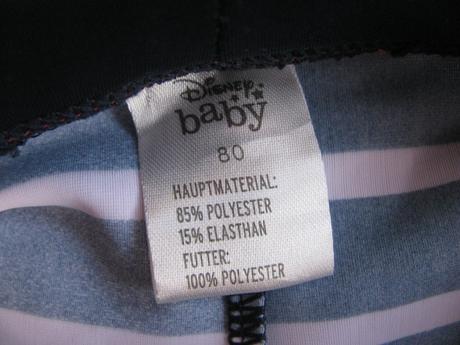 Disney
baby
80
HAUPTMATERIAL:
85% POLYESTER
15% ELASTHAN
FUTTER:
100% POLYESTER